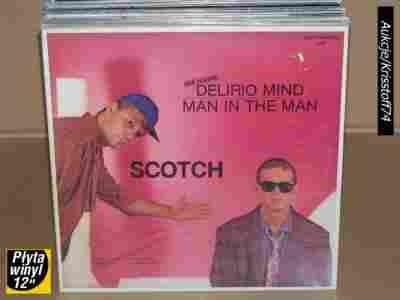 DELIRIO MIND
MAN IN THE MAN
SCOTCH
Aukcje/Krisstoff74
Płyta
winyl
12"